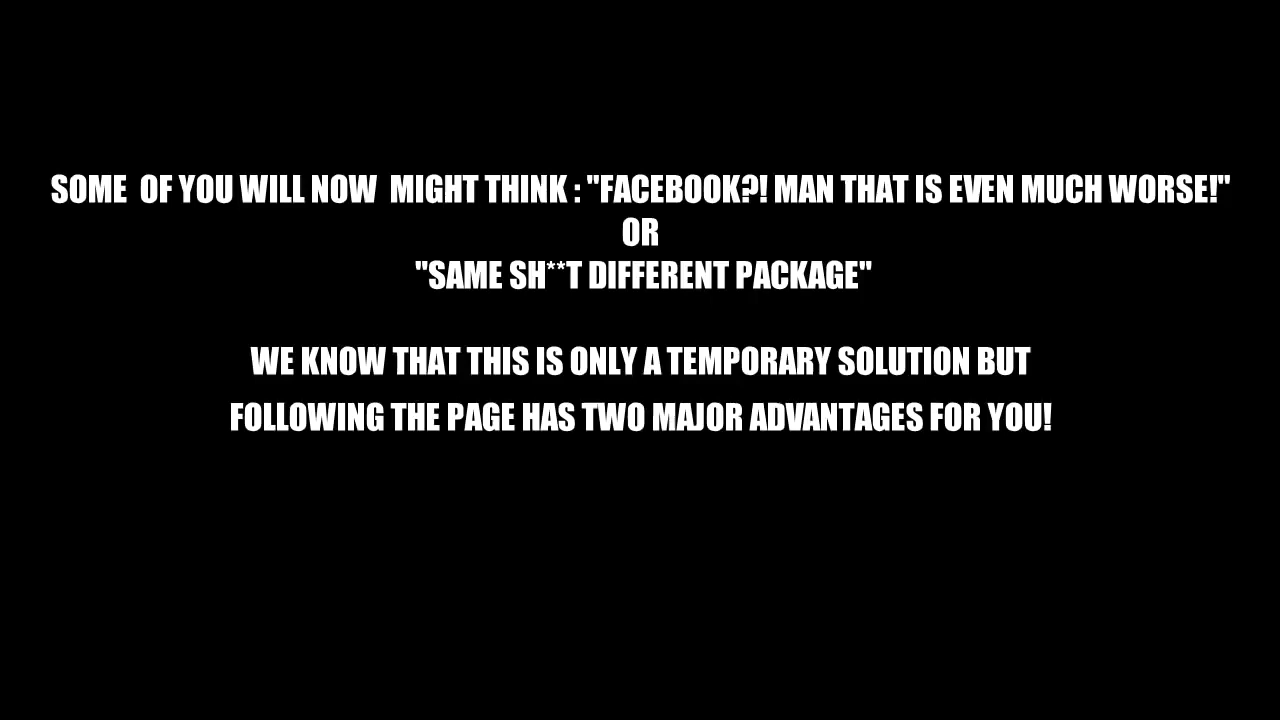 SOME OF YOU WILL NOW MIGHT THINK : "FACEBOOK?! MAN THAT IS EVEN MUCH WORSE!"
OR
"SAME SH**T DIFFERENT PACKAGE"
WE KNOW THAT THIS IS ONLY A TEMPORARY SOLUTION BUT
FOLLOWING THE PAGE HAS TWO MAJOR ADVANTAGES FOR YOU!